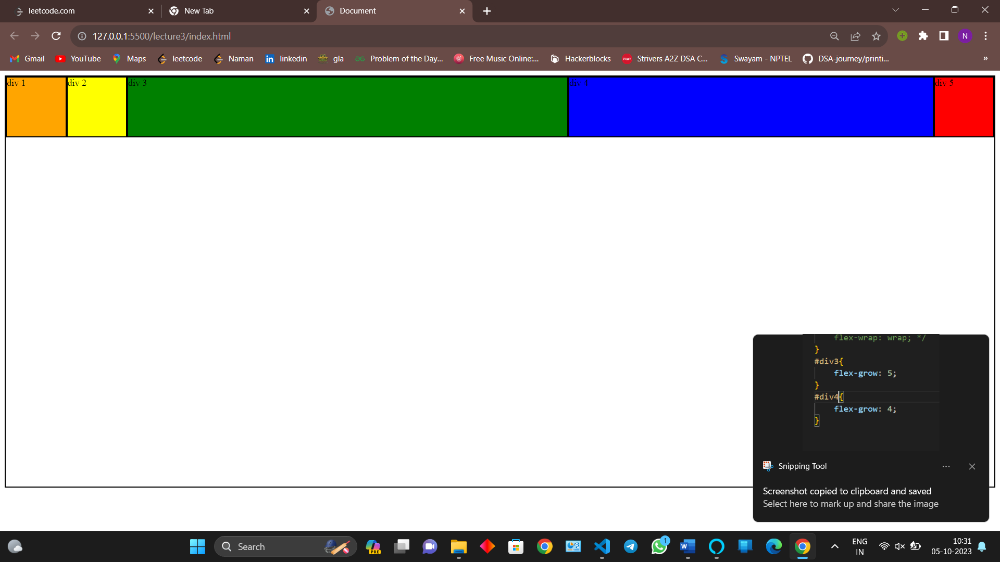 leetcode.com
New Tab
Document
127.0.0.1:5500/lecture3/index.html
N
Gmail
YouTube
Maps
leetcode
Naman
linkedin
gla
Problem of the Day...
Free Music Online:...
Hackerblocks
TUF
Strivers A2Z DSA C...
Swayam - NPTEL
DSA-journey/printi...
»
div 1
div 2
div 3
div 4
div 5
flex-wrap: wrap; */
}
#div3{
flex-grow: 5;
}
#div4{
flex-grow: 4;
}
Snipping Tool
Screenshot copied to clipboard and saved
Select here to mark up and share the image
Search
PRE
1
ENG
IN
10:31
05-10-2023